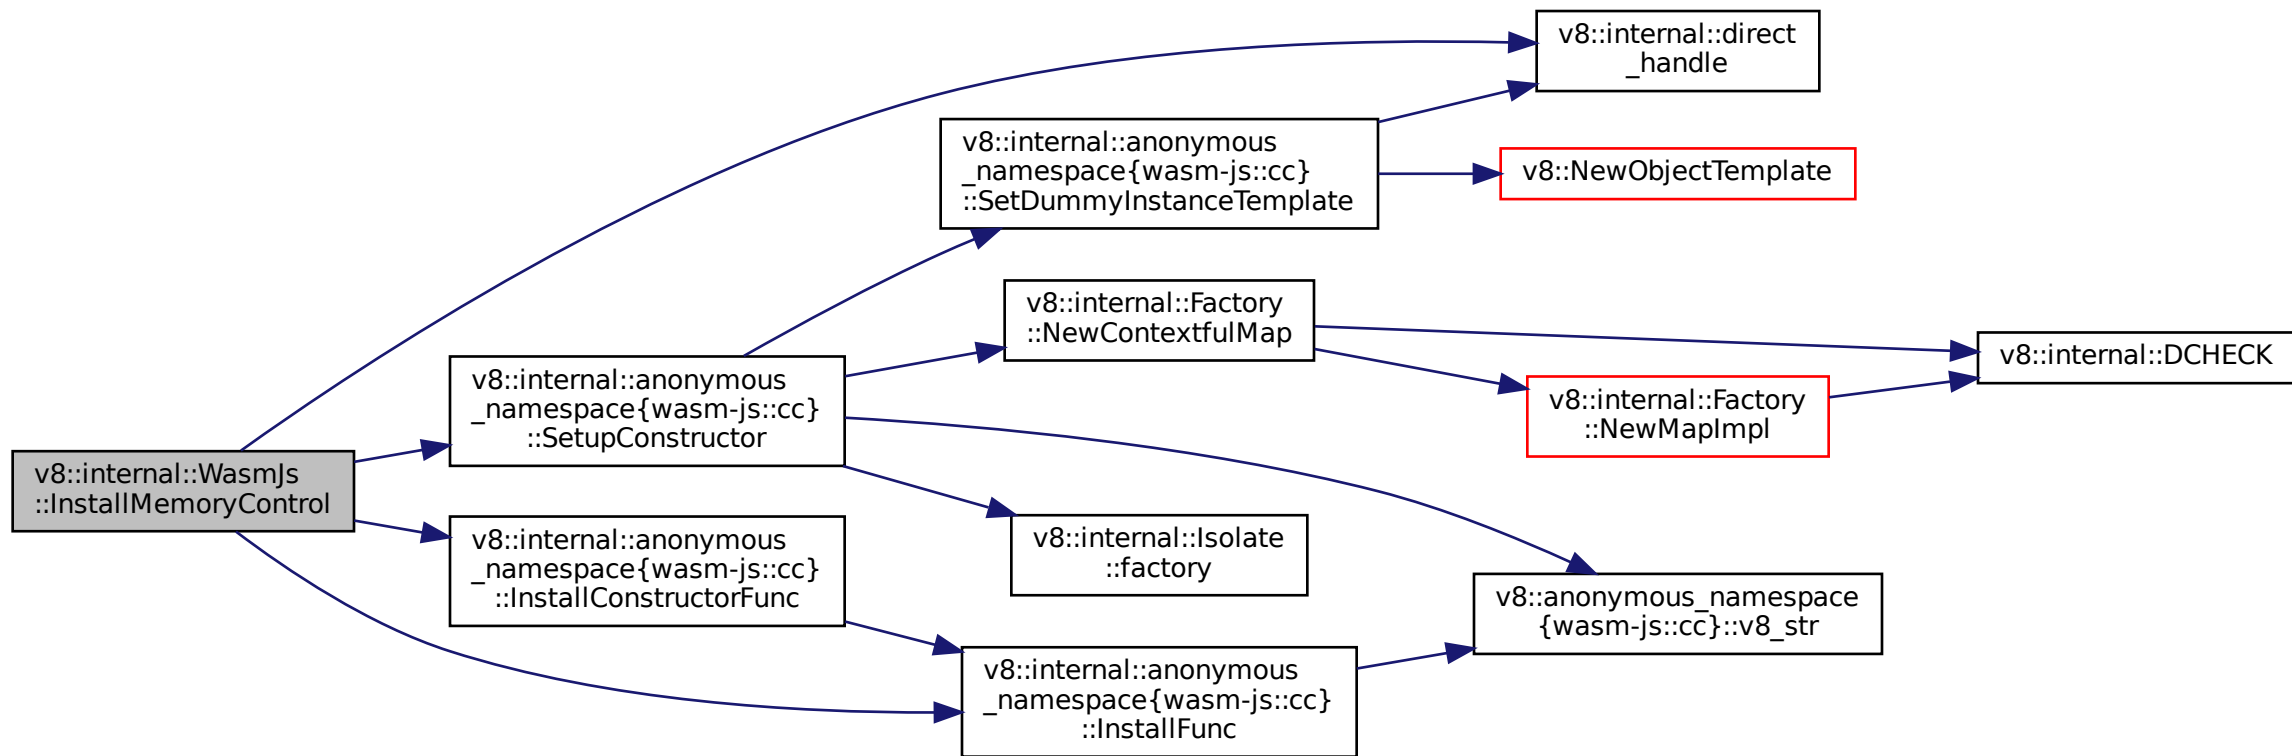 v8::internal::WasmJs
::InstallMemoryControl
v8::internal::direct
_handle
v8::internal::anonymous
_namespace{wasm-js::cc}
::SetDummyInstanceTemplate
v8::NewObjectTemplate
v8::internal::anonymous
_namespace{wasm-js::cc}
::SetupConstructor
v8::internal::Factory
::NewContextfulMap
v8::internal::DCHECK
v8::internal::Factory
::NewMapImpl
v8::internal::Isolate
::factory
v8::internal::anonymous
_namespace{wasm-js::cc}
::InstallConstructorFunc
v8::anonymous_namespace
{wasm-js::cc}::v8_str
v8::internal::anonymous
_namespace{wasm-js::cc}
::InstallFunc